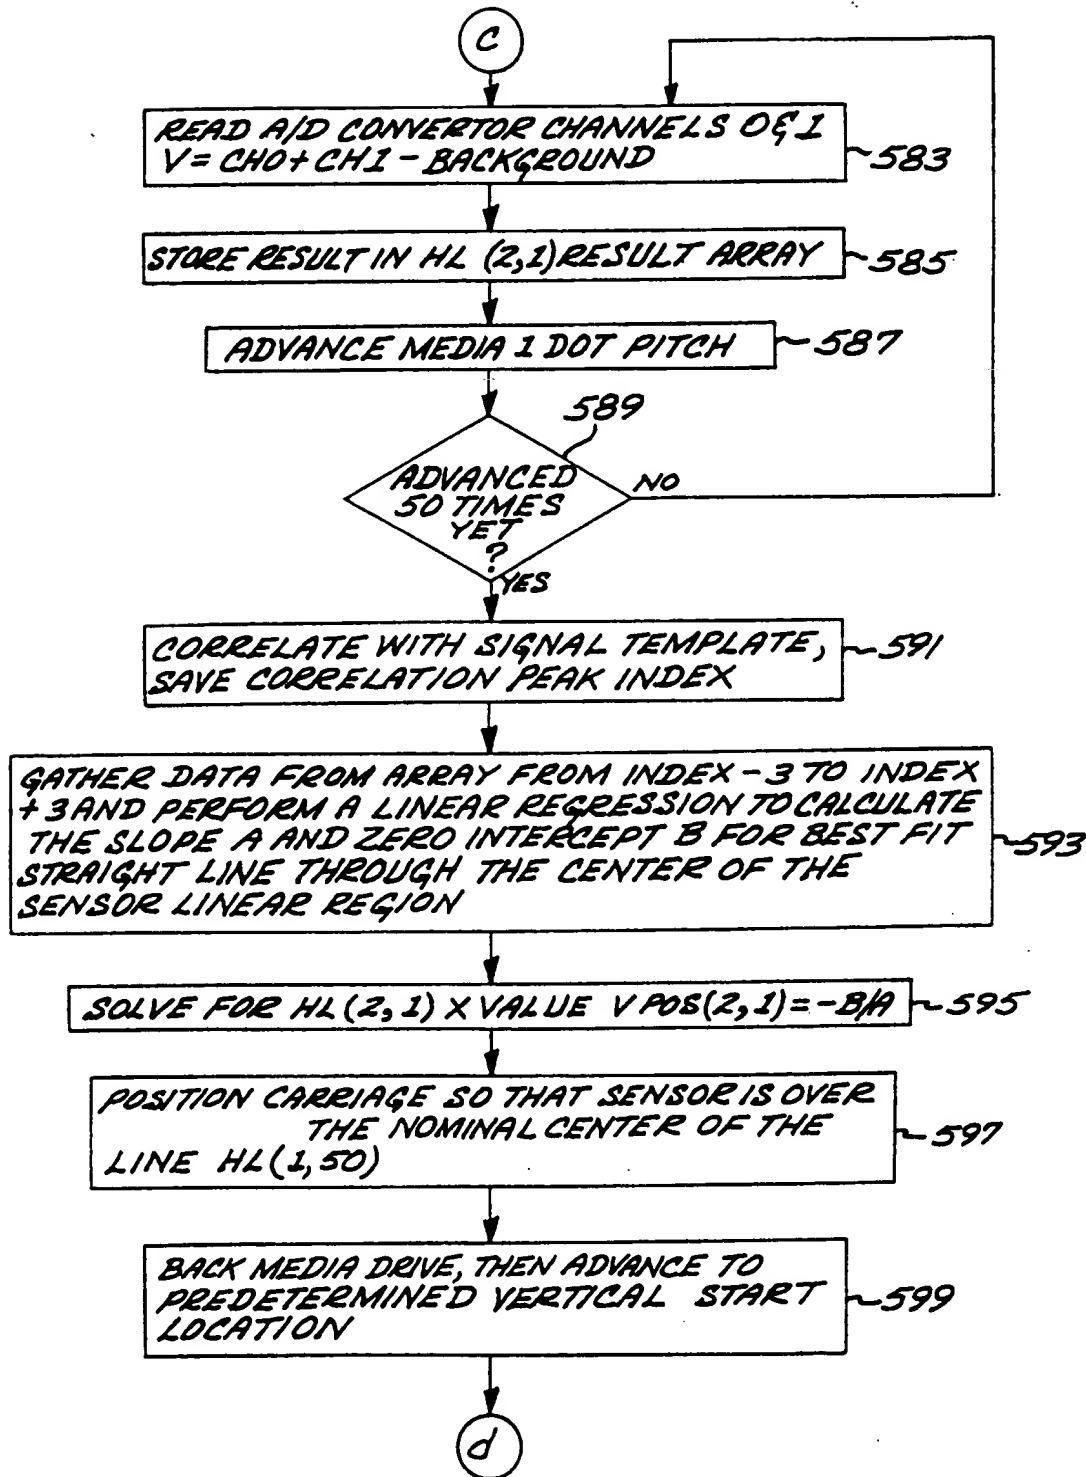 C
READ A/D CONVERTOR CHANNELS 0&1
V = CH0 + CH1 - BACKGROUND
583
STORE RESULT IN HL (2,1) RESULT ARRAY
585
ADVANCE MEDIA 1 DOT PITCH
587
589
ADVANCED
50 TIMES
YET
?
NO
YES
CORRELATE WITH SIGNAL TEMPLATE,
SAVE CORRELATION PEAK INDEX
591
GATHER DATA FROM ARRAY FROM INDEX -3 TO INDEX
+3 AND PERFORM A LINEAR REGRESSION TO CALCULATE
THE SLOPE A AND ZERO INTERCEPT B FOR BEST FIT
STRAIGHT LINE THROUGH THE CENTER OF THE
SENSOR LINEAR REGION
593
SOLVE FOR HL(2,1) X VALUE VPOS(2,1)=-B/A
595
POSITION CARRIAGE SO THAT SENSOR IS OVER
THE NOMINAL CENTER OF THE
LINE HL(1,50)
597
BACK MEDIA DRIVE, THEN ADVANCE TO
PREDETERMINED VERTICAL START
LOCATION
599
d